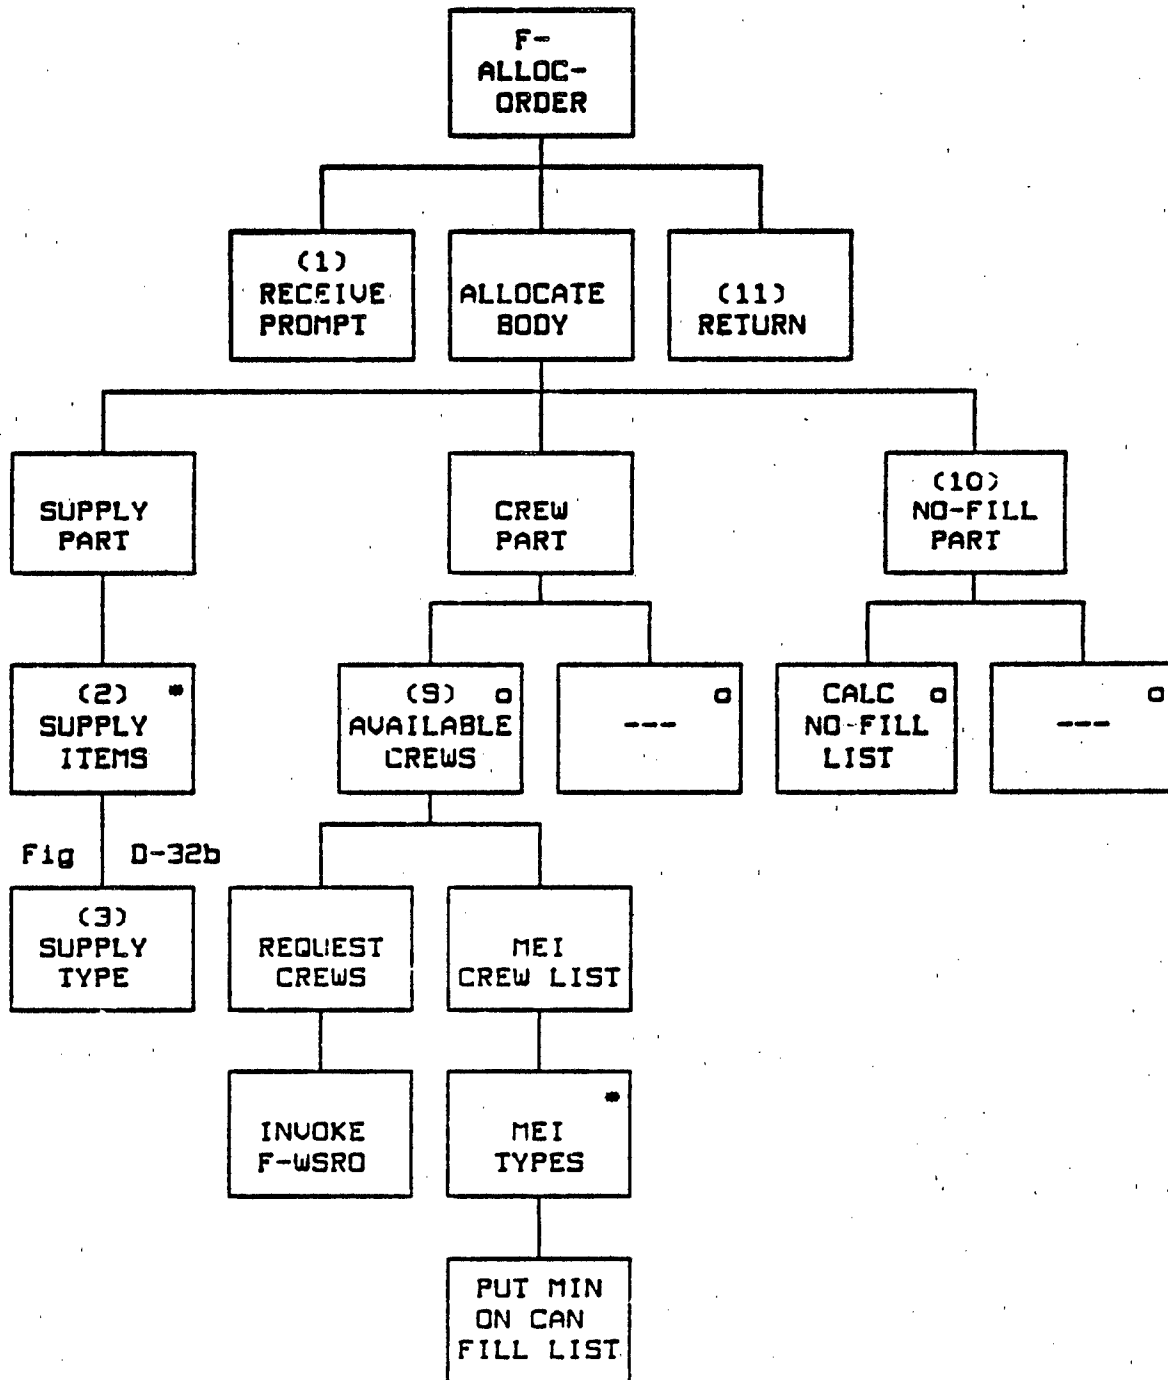 F-
ALLOC-
ORDER
(1)
RECEIVE
PROMPT
ALLOCATE
BODY
(11)
RETURN
SUPPLY
PART
CREW
PART
(10)
NO-FILL
PART
(2) *
SUPPLY
ITEMS
(9) o
AVAILABLE
CREWS
o
---
CALC o
NO-FILL
LIST
o
---
Fig D-32b
(3)
SUPPLY
TYPE
REQUEST
CREWS
MEI
CREW LIST
INVOKE
F-WSRO
*
MEI
TYPES
PUT MIN
ON CAN
FILL LIST